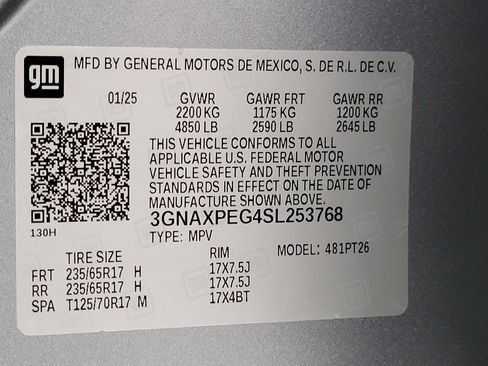 gm
MFD BY GENERAL MOTORS DE MEXICO, S. DE R.L. DE C.V.
01/25 GVWR GAWR FRT GAWR RR
2200 KG 1175 KG 1200 KG
4850 LB 2590 LB 2645 LB
THIS VEHICLE CONFORMS TO ALL
APPLICABLE U.S. FEDERAL MOTOR
VEHICLE SAFETY AND THEFT PREVENTION
STANDARDS IN EFFECT ON THE DATE OF
MANUFACTURE SHOWN ABOVE.
3GNAXPEG4SL253768
130H
TYPE: MPV
MODEL: 481PT26
TIRE SIZE RIM
FRT 235/65R17 H 17X7.5J
RR 235/65R17 H 17X7.5J
SPA T125/70R17 M 17X4BT